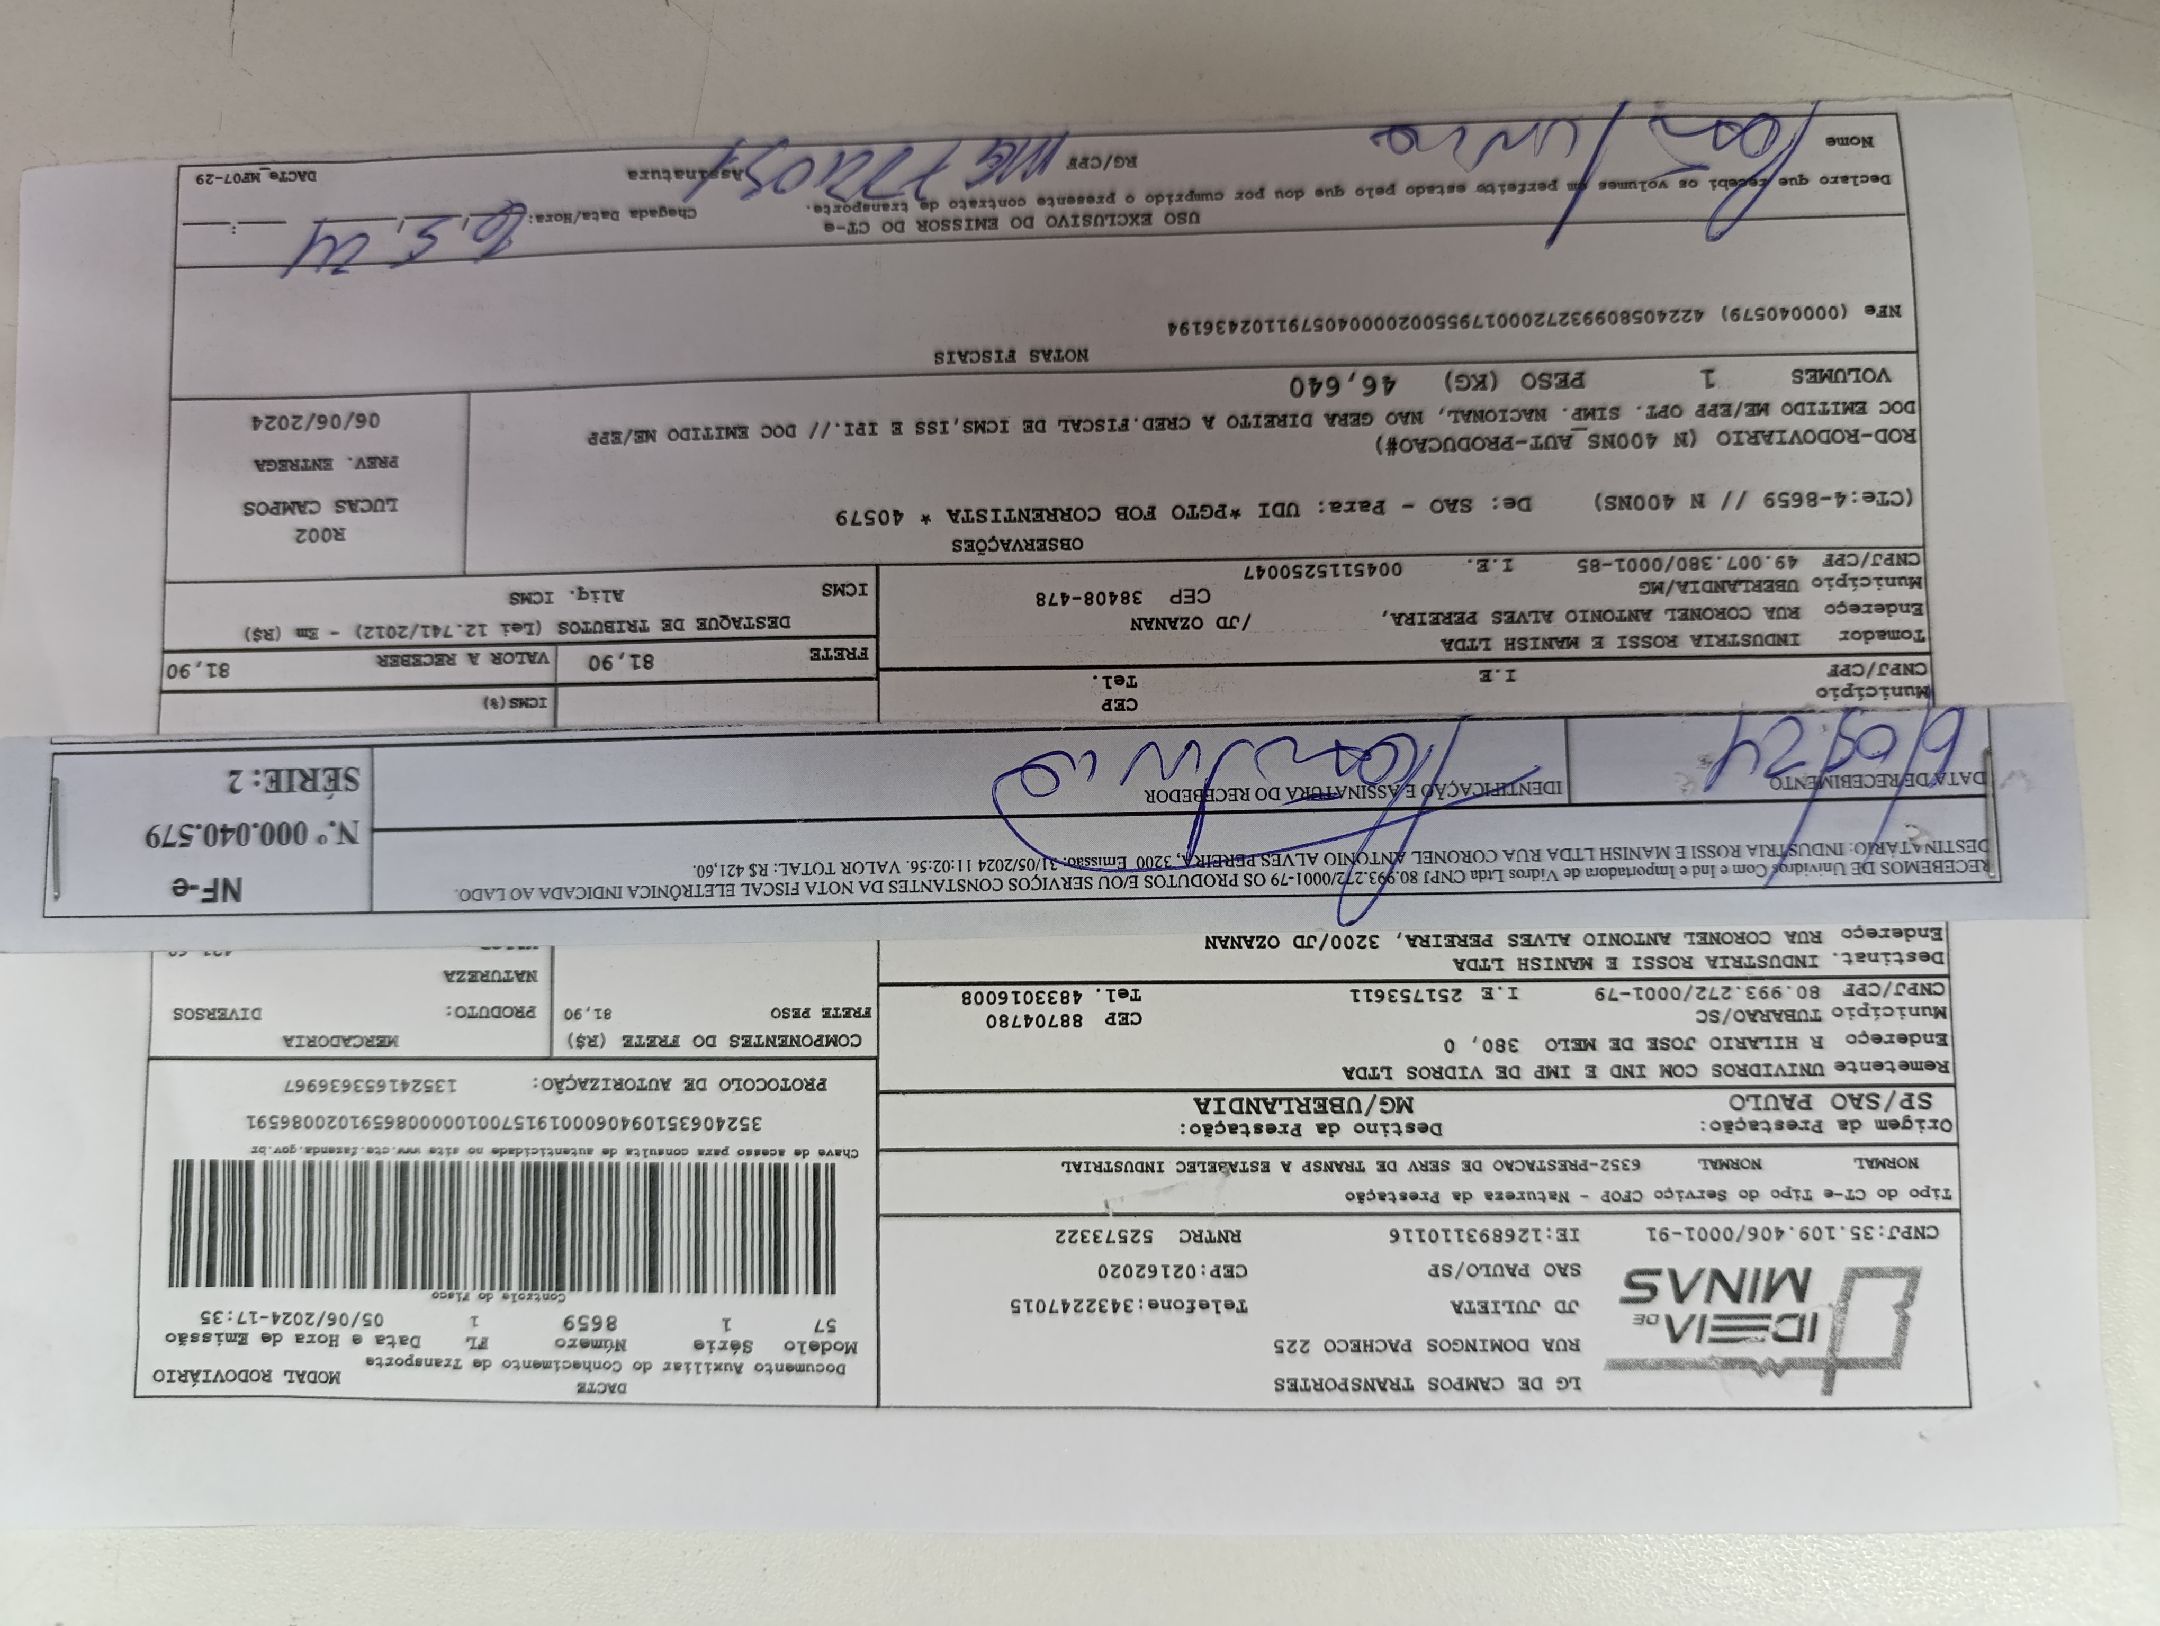 IDEIA DE
MINAS
LG DE CAMPOS TRANSPORTES
RUA DOMINGOS PACHECO 225
JD JULIETA Telefone:3432247015
SAO PAULO/SP CEP:02162020
CNPJ:35.109.406/0001-91 IE:126893110116 RNTRC 52573322
DACTE
Documento Auxiliar do Conhecimento de Transporte MODAL RODOVIÁRIO
Modelo Série Número FL Data e Hora de Emissão
57 1 8659 1 05/06/2024-17:35
Controle do Fisco
Chave de acesso para consulta de autenticidade no site www.cte.fazenda.gov.br
35240635109406000191570010000086591020086591
PROTOCOLO DE AUTORIZAÇÃO: 135241653636967
Tipo do CT-e Tipo do Serviço CFOP - Natureza da Prestação
NORMAL NORMAL 6352-PRESTACAO DE SERV DE TRANSP A ESTABELEC INDUSTRIAL
Origem da Prestação: Destino da Prestação:
SP/SAO PAULO MG/UBERLANDIA
Remetente UNIVIDROS COM IND E IMP DE VIDROS LTDA
Endereço R HILARIO JOSE DE MELO 380, 0
Município TUBARAO/SC CEP 88704780
CNPJ/CPF 80.993.272/0001-79 I.E 251753611 Tel. 4833016008
Destinat. INDUSTRIA ROSSI E MANISH LTDA
Endereço RUA CORONEL ANTONIO ALVES PEREIRA, 3200/JD OZANAN
COMPONENTES DO FRETE (R$) MERCADORIA
FRETE PESO 81,90 PRODUTO: DIVERSOS
NATUREZA
RECEBEMOS DE Unividros Com e Ind e Importadora de Vidros Ltda CNPJ 80.993.272/0001-79 OS PRODUTOS E/OU SERVIÇOS CONSTANTES DA NOTA FISCAL ELETRÔNICA INDICADA AO LADO.
DESTINATÁRIO: INDUSTRIA ROSSI E MANISH LTDA RUA CORONEL ANTONIO ALVES PEREIRA, 3200 Emissão: 31/05/2024 11:02:56. VALOR TOTAL: R$ 421,60.
DATA DE RECEBIMENTO IDENTIFICAÇÃO E ASSINATURA DO RECEBEDOR
NF-e
N.º 000.040.579
SÉRIE: 2
Município CEP
CNPJ/CPF I.E Tel.
ICMS(%)
Tomador INDUSTRIA ROSSI E MANISH LTDA
Endereço RUA CORONEL ANTONIO ALVES PEREIRA, /JD OZANAN
Município UBERLANDIA/MG CEP 38408-478
CNPJ/CPF 49.007.380/0001-85 I.E. 0045115250047
FRETE 81,90 VALOR A RECEBER 81,90
DESTAQUE DE TRIBUTOS (Lei 12.741/2012) - Em (R$)
ICMS Aliq. ICMS
OBSERVAÇÕES
(CTe:4-8659 // N 400NS) De: SAO - Para: UDI *PGTO FOB CORRENTISTA * 40579
ROD-RODOVIARIO (N 400NS_AUT-PRODUCAO#)
DOC EMITIDO ME/EPP OPT. SIMP. NACIONAL, NAO GERA DIREITO A CRED.FISCAL DE ICMS,ISS E IPI.// DOC EMITIDO ME/EPP
R002
LUCAS CAMPOS
PREV. ENTREGA
06/06/2024
VOLUMES 1 PESO (KG) 46,640
NOTAS FISCAIS
NFe (000040579) 42240580993272000179550020000405791102436194
USO EXCLUSIVO DO EMISSOR DO CT-e
Declaro que recebi os volumes em perfeito estado pelo que dou por cumprido o presente contrato de transporte. Chegada Data/Hora:
Nome RG/CPF Assinatura DACTe_MF07-29